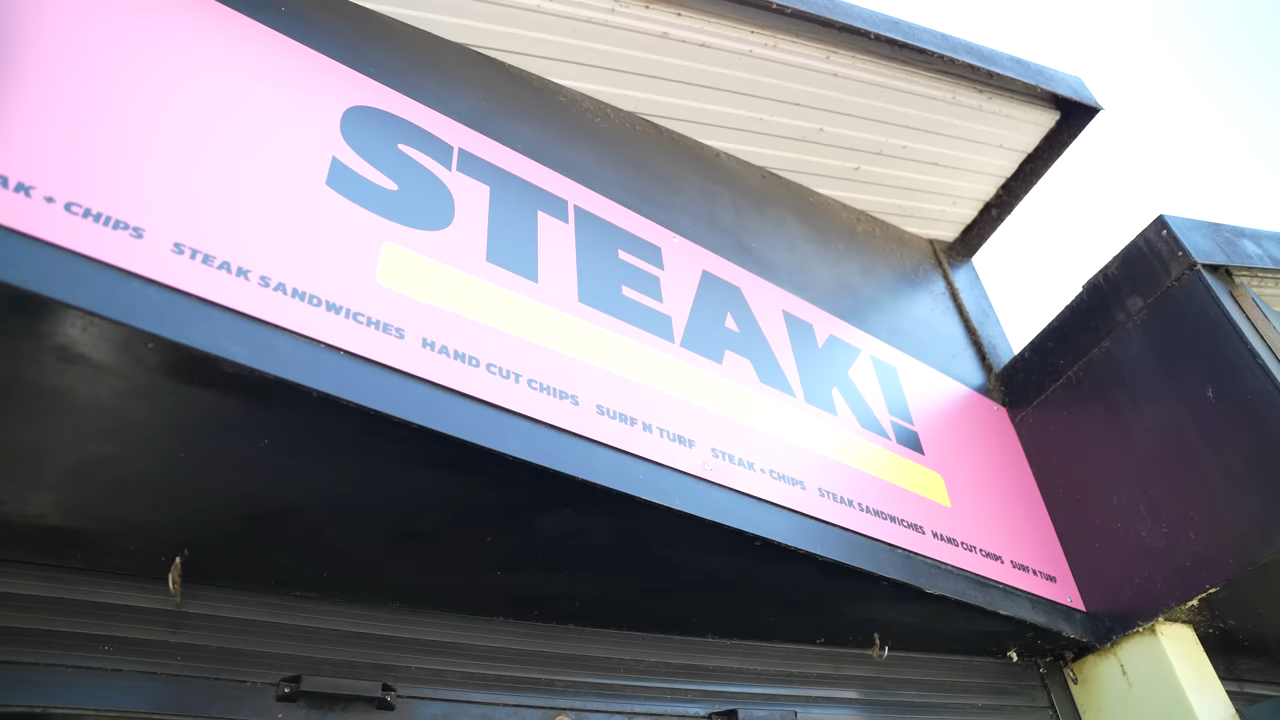 STEAK!
AK + CHIPS STEAK SANDWICHES HAND CUT CHIPS SURF N TURF STEAK + CHIPS STEAK SANDWICHES HAND CUT CHIPS SURF N TURF